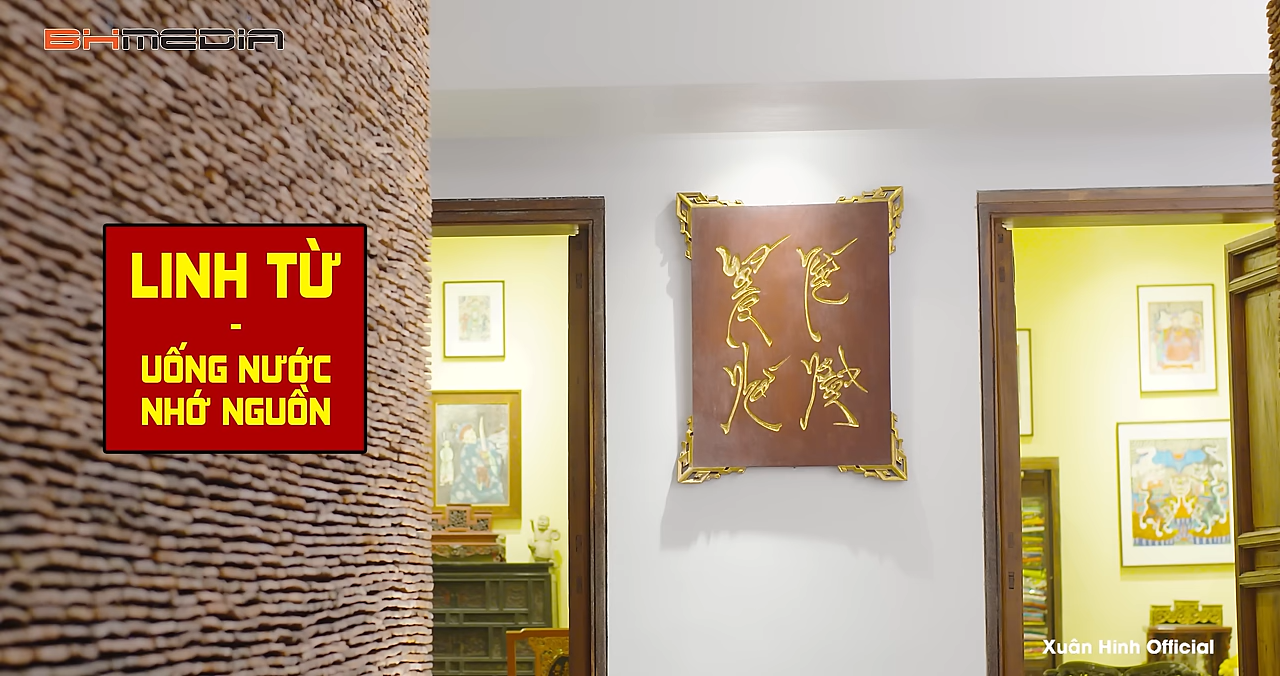 BHMEDIA
LINH TỪ
-
UỐNG NƯỚC
NHỚ NGUỒN
Xuân Hinh Official